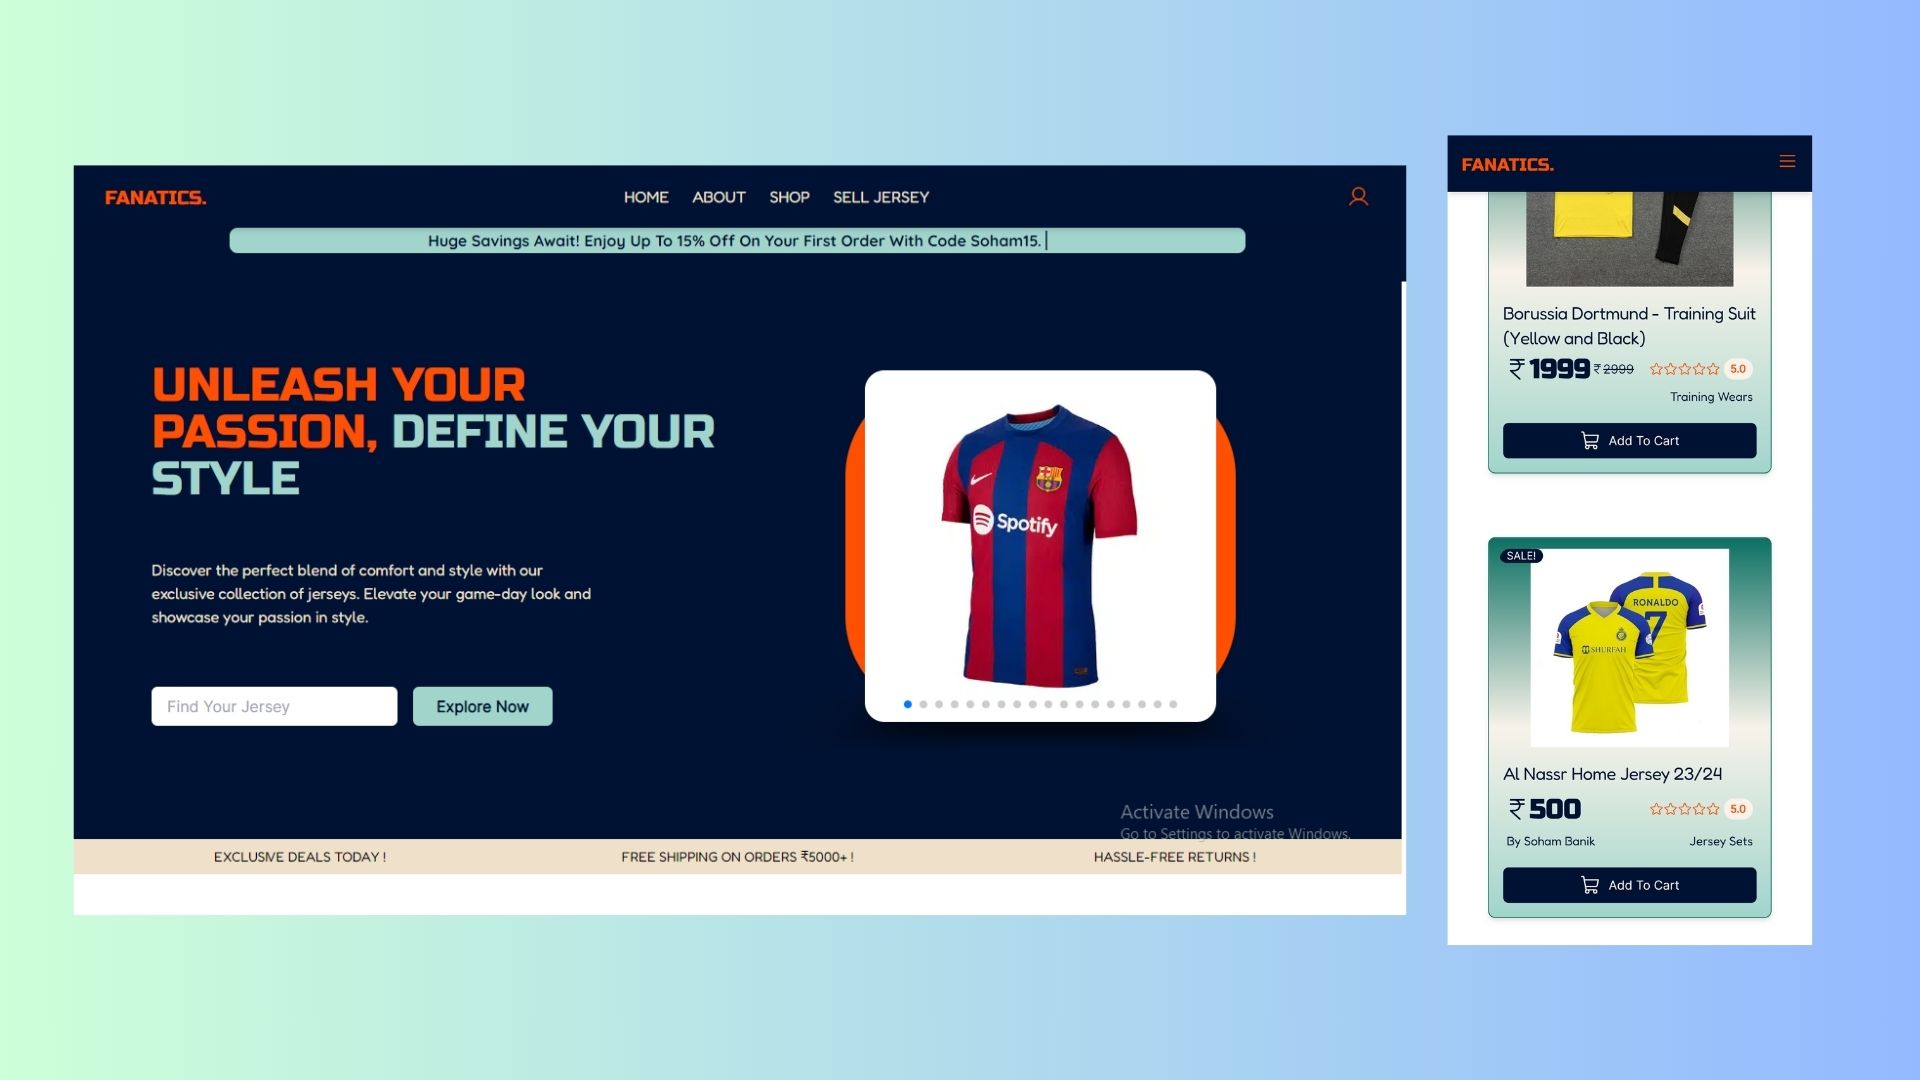 FANATICS.
HOME ABOUT SHOP SELL JERSEY
Huge Savings Await! Enjoy Up To 15% Off On Your First Order With Code Soham15. |
UNLEASH YOUR
PASSION, DEFINE YOUR
STYLE
Discover the perfect blend of comfort and style with our
exclusive collection of jerseys. Elevate your game-day look and
showcase your passion in style.
Find Your Jersey
Explore Now
Spotify
Activate Windows
Go to Settings to activate Windows.
EXCLUSIVE DEALS TODAY !
FREE SHIPPING ON ORDERS ₹5000+ !
HASSLE-FREE RETURNS !
FANATICS.
Borussia Dortmund - Training Suit
(Yellow and Black)
₹ 1999 ₹ 2999 5.0
Training Wears
Add To Cart
SALE!
RONALDO
7
SHURFAH
Al Nassr Home Jersey 23/24
₹ 500 5.0
By Soham Banik Jersey Sets
Add To Cart